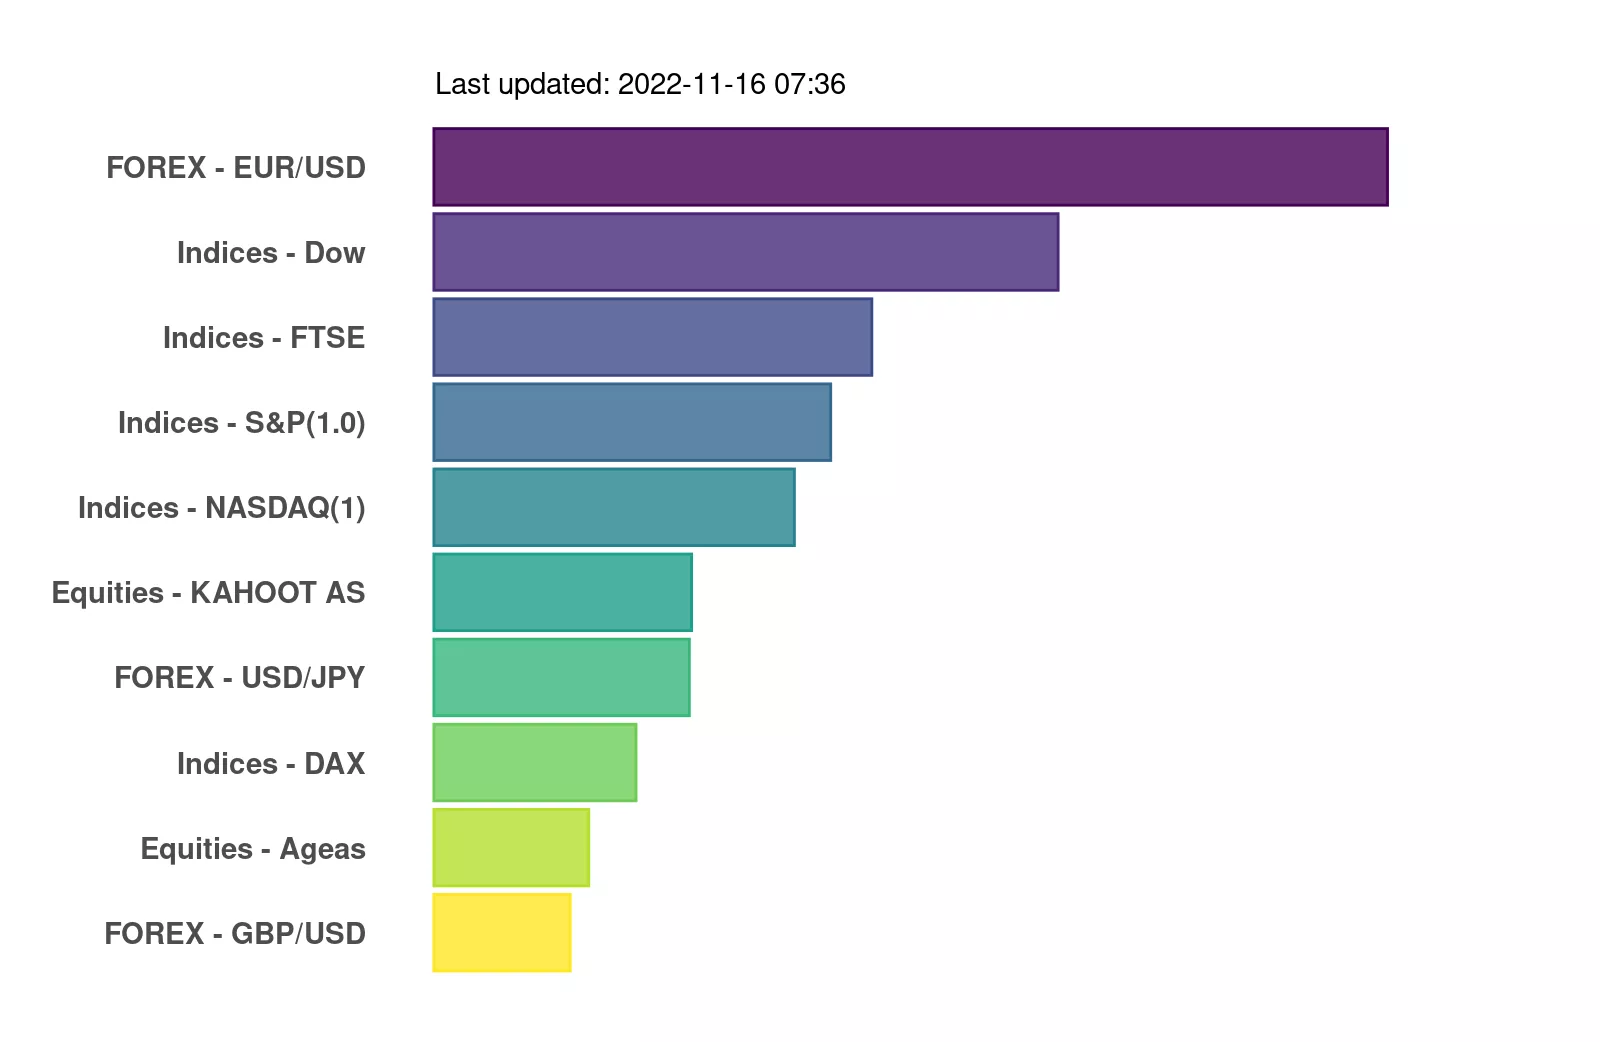 Last updated: 2022-11-16 07:36
FOREX - EUR/USD
Indices - Dow
Indices - FTSE
Indices - S&P(1.0)
Indices - NASDAQ(1)
Equities - KAHOOT AS
FOREX - USD/JPY
Indices - DAX
Equities - Ageas
FOREX - GBP/USD